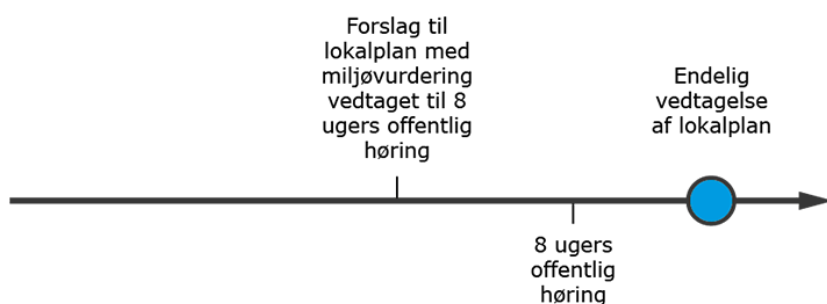 Forslag til
lokalplan med
miljøvurdering
vedtaget til 8
ugers offentlig
høring
Endelig
vedtagelse
af lokalplan
8 ugers
offentlig
høring